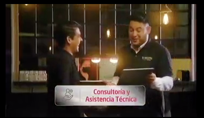 Consultoría y
Asistencia Técnica